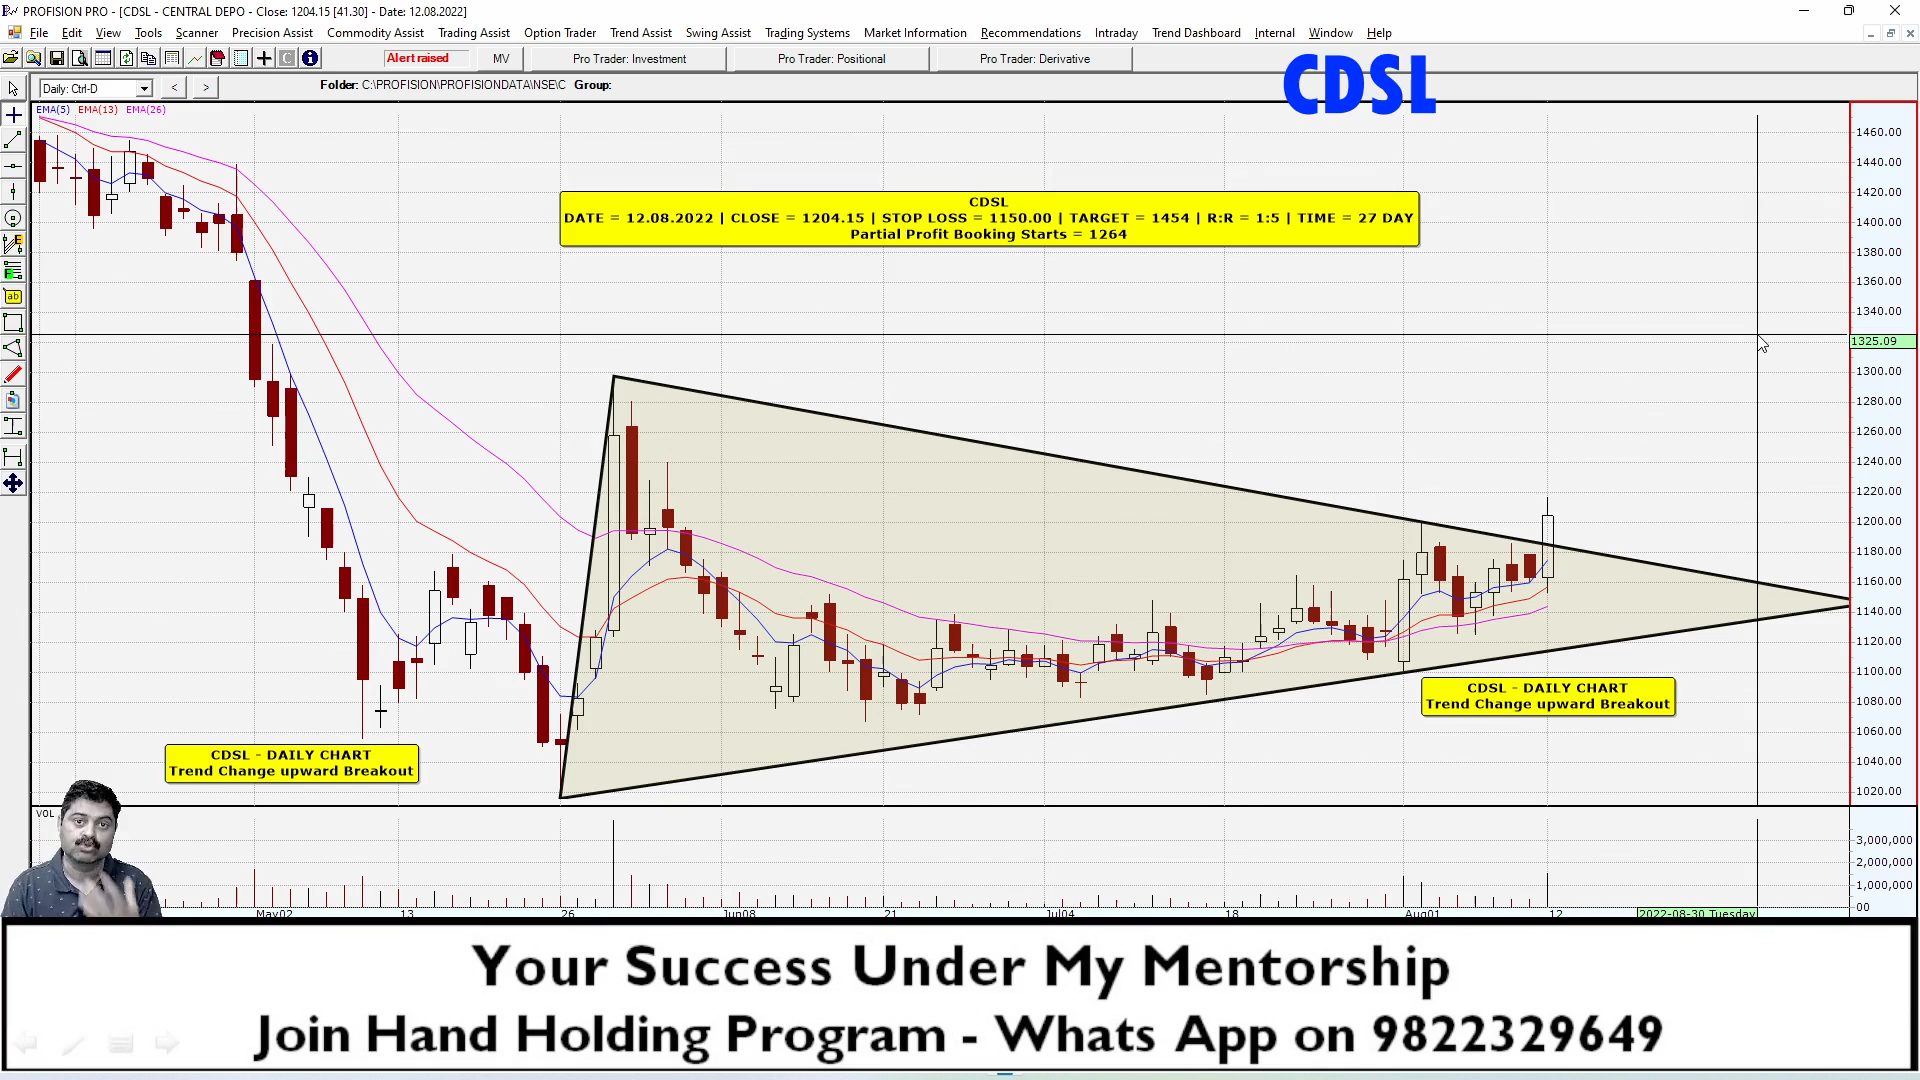 PROFISION PRO - [CDSL - CENTRAL DEPO - Close: 1204.15 [41.30] - Date: 12.08.2022]
File Edit View Tools Scanner Precision Assist Commodity Assist Trading Assist Option Trader Trend Assist Swing Assist Trading Systems Market Information Recommendations Intraday Trend Dashboard Internal Window Help
Alert raised MV Pro Trader: Investment Pro Trader: Positional Pro Trader: Derivative
CDSL
Daily: Ctrl-D < > Folder: C:\PROFISION\PROFISIONDATA\NSE\C Group:
EMA(5) EMA(13) EMA(26)
CDSL
DATE = 12.08.2022 | CLOSE = 1204.15 | STOP LOSS = 1150.00 | TARGET = 1454 | R:R = 1:5 | TIME = 27 DAY
Partial Profit Booking Starts = 1264
1460.00
1440.00
1420.00
1400.00
1380.00
1360.00
1340.00
1325.09
1300.00
1280.00
1260.00
1240.00
1220.00
1200.00
1180.00
1160.00
1140.00
1120.00
1100.00
1080.00
1060.00
1040.00
1020.00
CDSL - DAILY CHART
Trend Change upward Breakout
CDSL - DAILY CHART
Trend Change upward Breakout
VOL
3,000,000
2,000,000
1,000,000
00
May02 13 26 Jun08 21 Jul04 18 Aug01 12 2022-08-30 Tuesday
Your Success Under My Mentorship
Join Hand Holding Program - Whats App on 9822329649